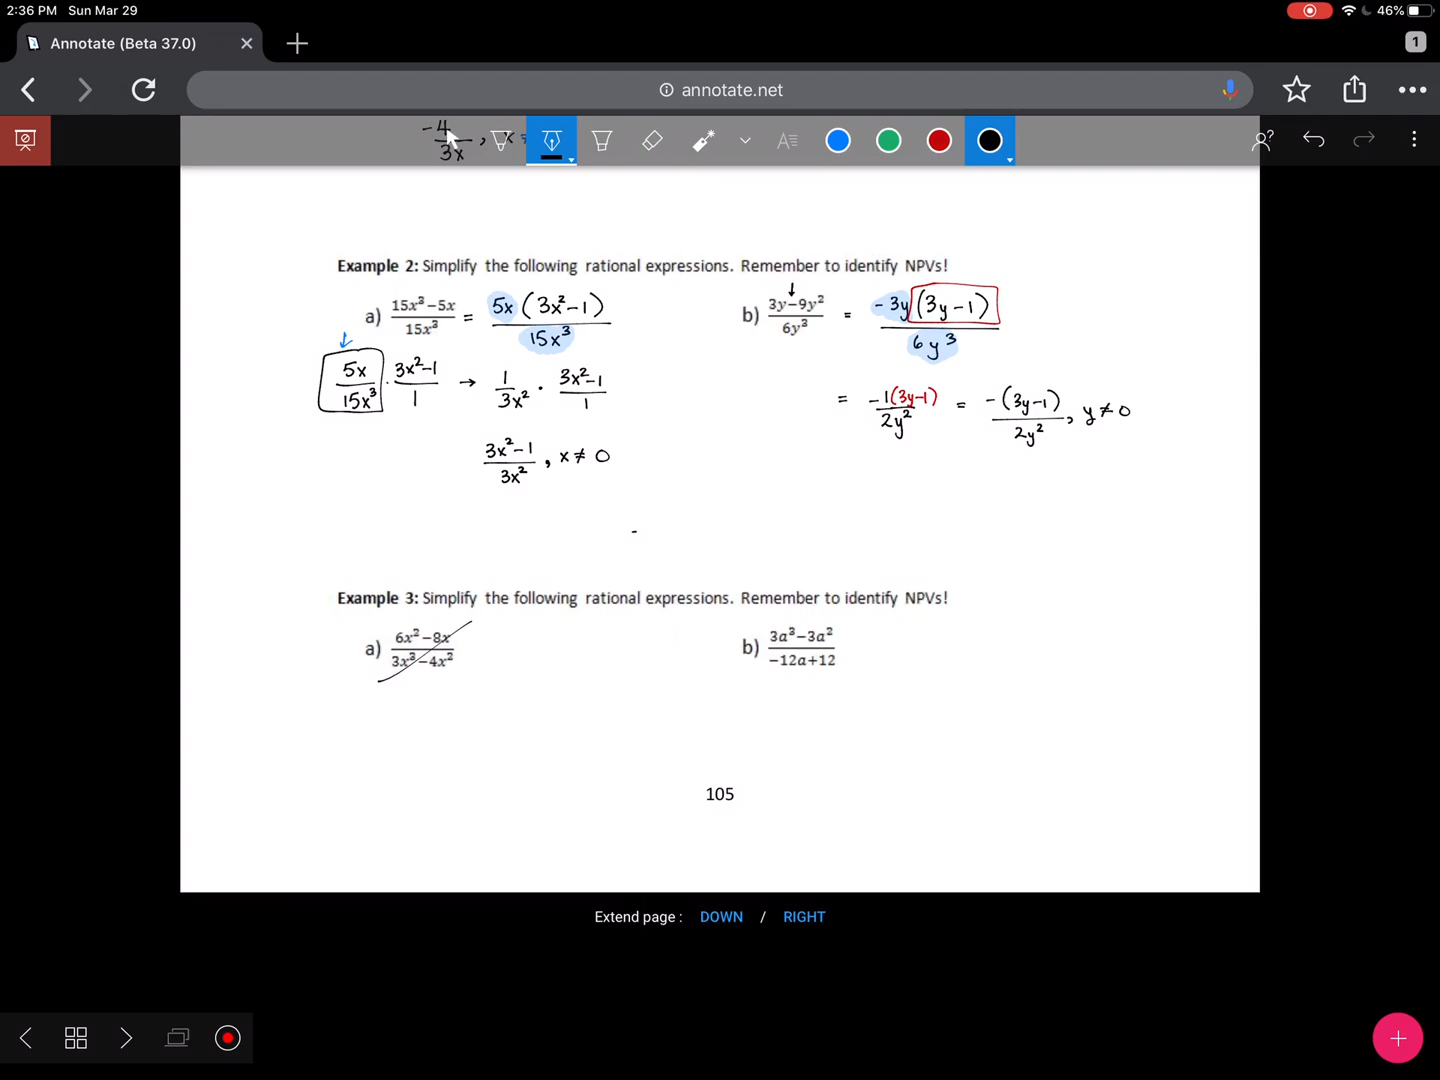 2:36 PM Sun Mar 29
46%
Annotate (Beta 37.0)
1
annotate.net
-4/3x , x
Example 2: Simplify the following rational expressions. Remember to identify NPVs!
a) (15x³−5x)/(15x³) = 5x(3x²−1)/(15x³)
b) (3y−9y²)/(6y³) = −3y(3y−1)/(6y³)
5x/15x³ · (3x²−1)/1 → 1/3x² · (3x²−1)/1
= −1(3y−1)/2y² = −(3y−1)/2y² , y ≠ 0
(3x²−1)/3x² , x ≠ 0
-
Example 3: Simplify the following rational expressions. Remember to identify NPVs!
a) (6x²−8x)/(3x³−4x²)
b) (3a³−3a²)/(−12a+12)
105
Extend page : DOWN / RIGHT